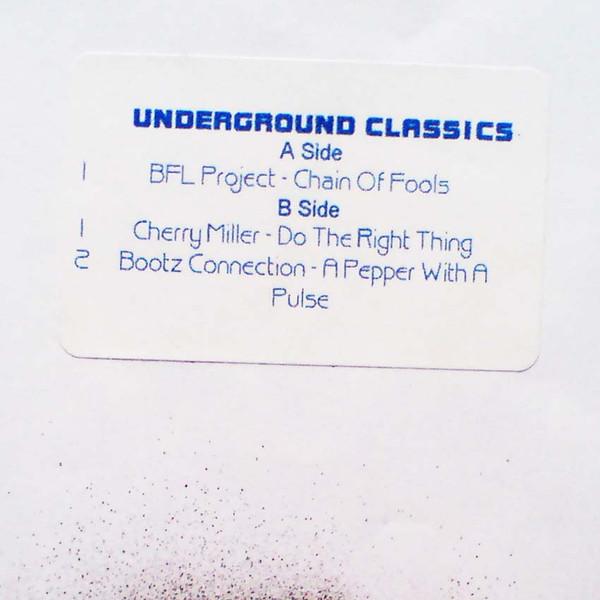 UNDERGROUND CLASSICS
A Side
1 BFL Project - Chain Of Fools
B Side
1 Cherry Miller - Do The Right Thing
2 Bootz Connection - A Pepper With A
Pulse